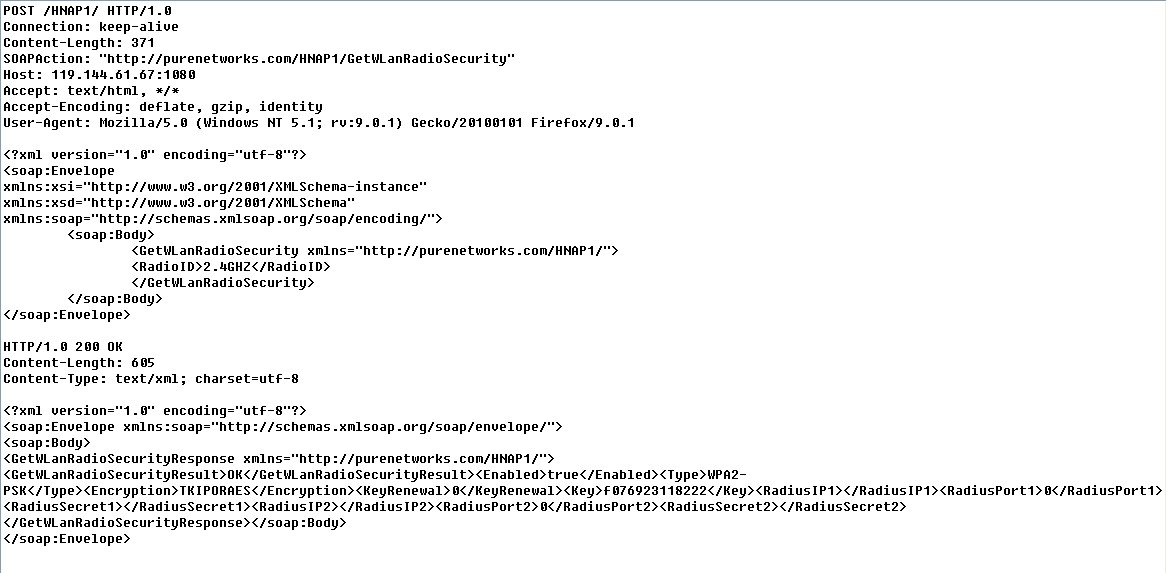 POST /HNAP1/ HTTP/1.0
Connection: keep-alive
Content-Length: 371
SOAPAction: "http://purenetworks.com/HNAP1/GetWLanRadioSecurity"
Host: 119.144.61.67:1080
Accept: text/html, */*
Accept-Encoding: deflate, gzip, identity
User-Agent: Mozilla/5.0 (Windows NT 5.1; rv:9.0.1) Gecko/20100101 Firefox/9.0.1
<?xml version="1.0" encoding="utf-8"?>
<soap:Envelope
xmlns:xsi="http://www.w3.org/2001/XMLSchema-instance"
xmlns:xsd="http://www.w3.org/2001/XMLSchema"
xmlns:soap="http://schemas.xmlsoap.org/soap/encoding/">
<soap:Body>
<GetWLanRadioSecurity xmlns="http://purenetworks.com/HNAP1/">
<RadioID>2.4GHZ</RadioID>
</GetWLanRadioSecurity>
</soap:Body>
</soap:Envelope>
HTTP/1.0 200 OK
Content-Length: 605
Content-Type: text/xml; charset=utf-8
<?xml version="1.0" encoding="utf-8"?>
<soap:Envelope xmlns:soap="http://schemas.xmlsoap.org/soap/envelope/">
<soap:Body>
<GetWLanRadioSecurityResponse xmlns="http://purenetworks.com/HNAP1/">
<GetWLanRadioSecurityResult>OK</GetWLanRadioSecurityResult><Enabled>true</Enabled><Type>WPA2-
PSK</Type><Encryption>TKIPORAES</Encryption><KeyRenewal>0</KeyRenewal><Key>f076923118222</Key><RadiusIP1></RadiusIP1><RadiusPort1>0</RadiusPort1>
<RadiusSecret1></RadiusSecret1><RadiusIP2></RadiusIP2><RadiusPort2>0</RadiusPort2><RadiusSecret2></RadiusSecret2>
</GetWLanRadioSecurityResponse></soap:Body>
</soap:Envelope>